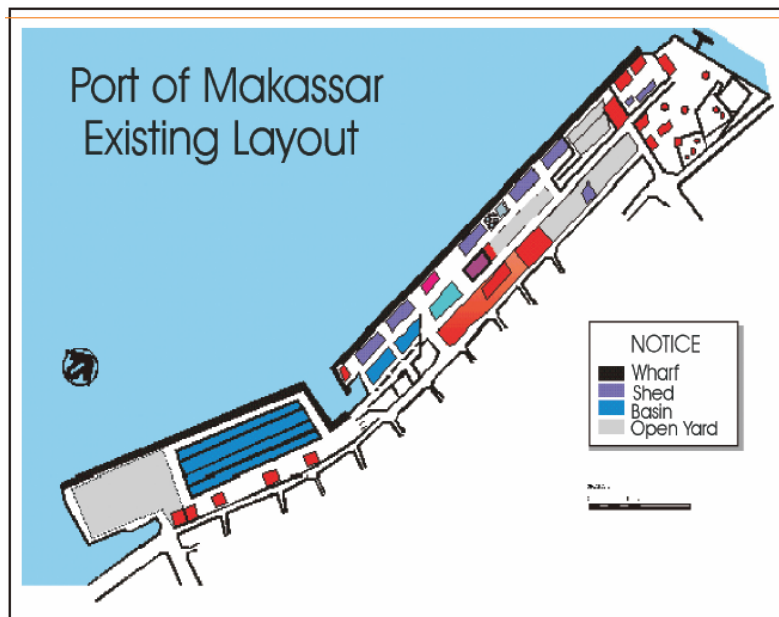 Port of Makassar
Existing Layout
NOTICE
Wharf
Shed
Basin
Open Yard